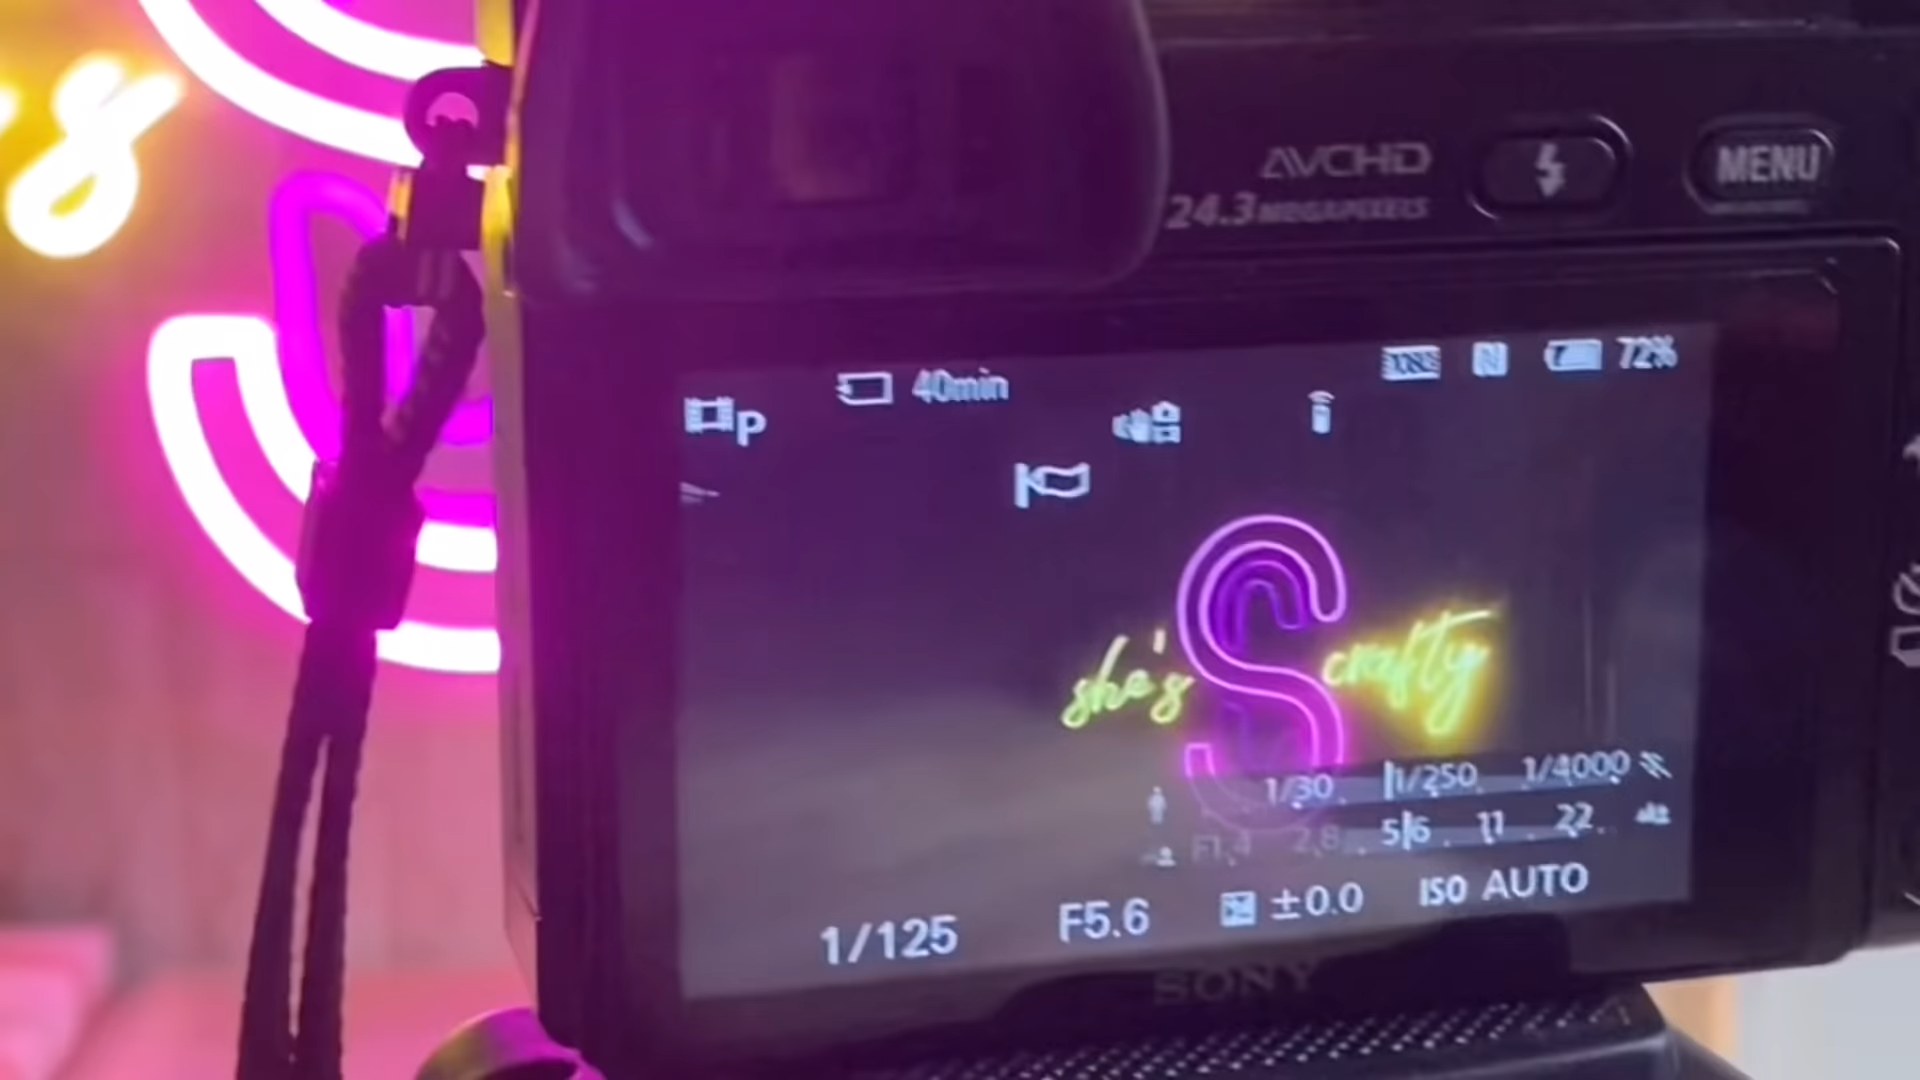 s
AVCHD
24.3 MEGAPIXELS
MENU
40min
N
72%
P
she's S crafty
1/30 1/250 1/4000
F1.4 2.8 5.6 11 22
1/125 F5.6 ±0.0 ISO AUTO
SONY